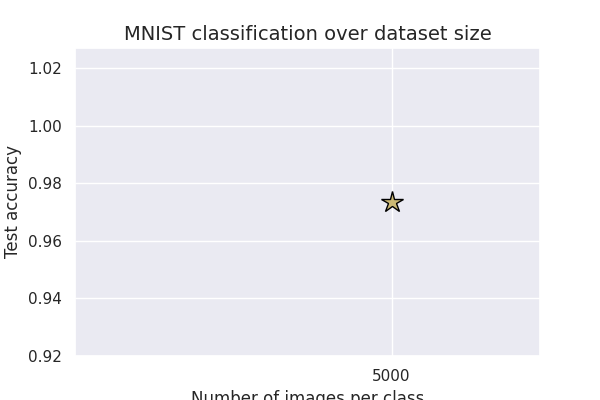 MNIST classification over dataset size
1.02
1.00
0.98
0.96
0.94
0.92
Test accuracy
5000
Number of images per class